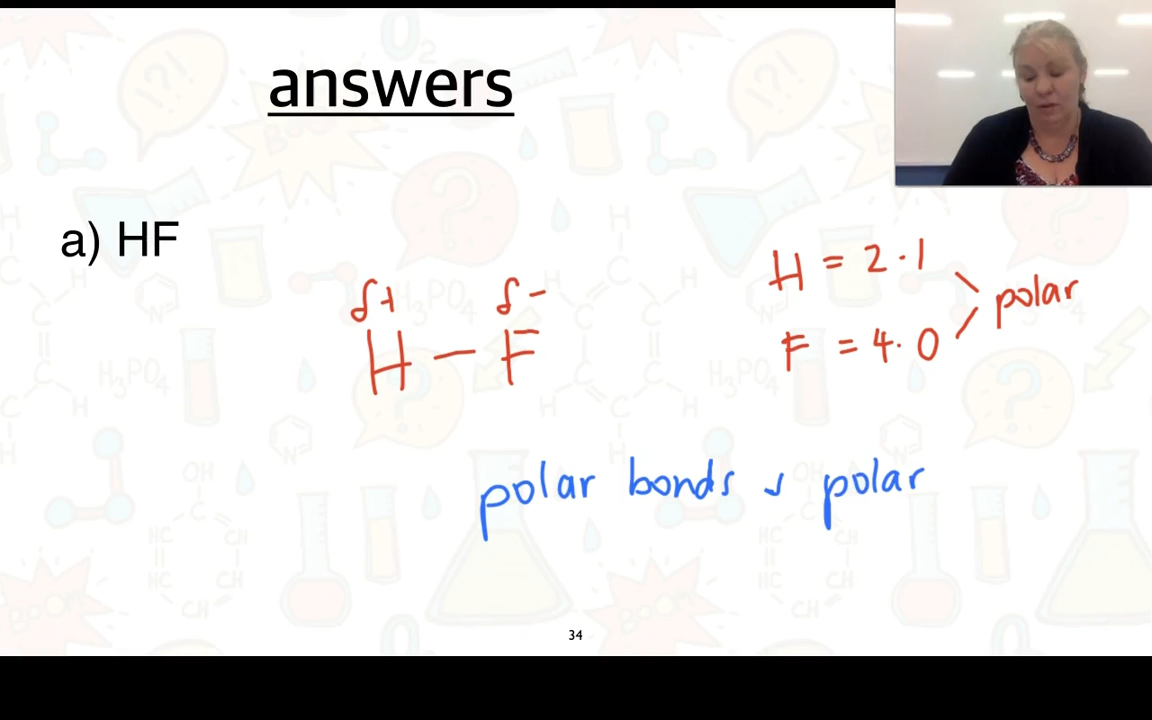 answers
a) HF
δ+ δ-
H - F
H = 2.1
F = 4.0
polar
polar bonds
polar
34